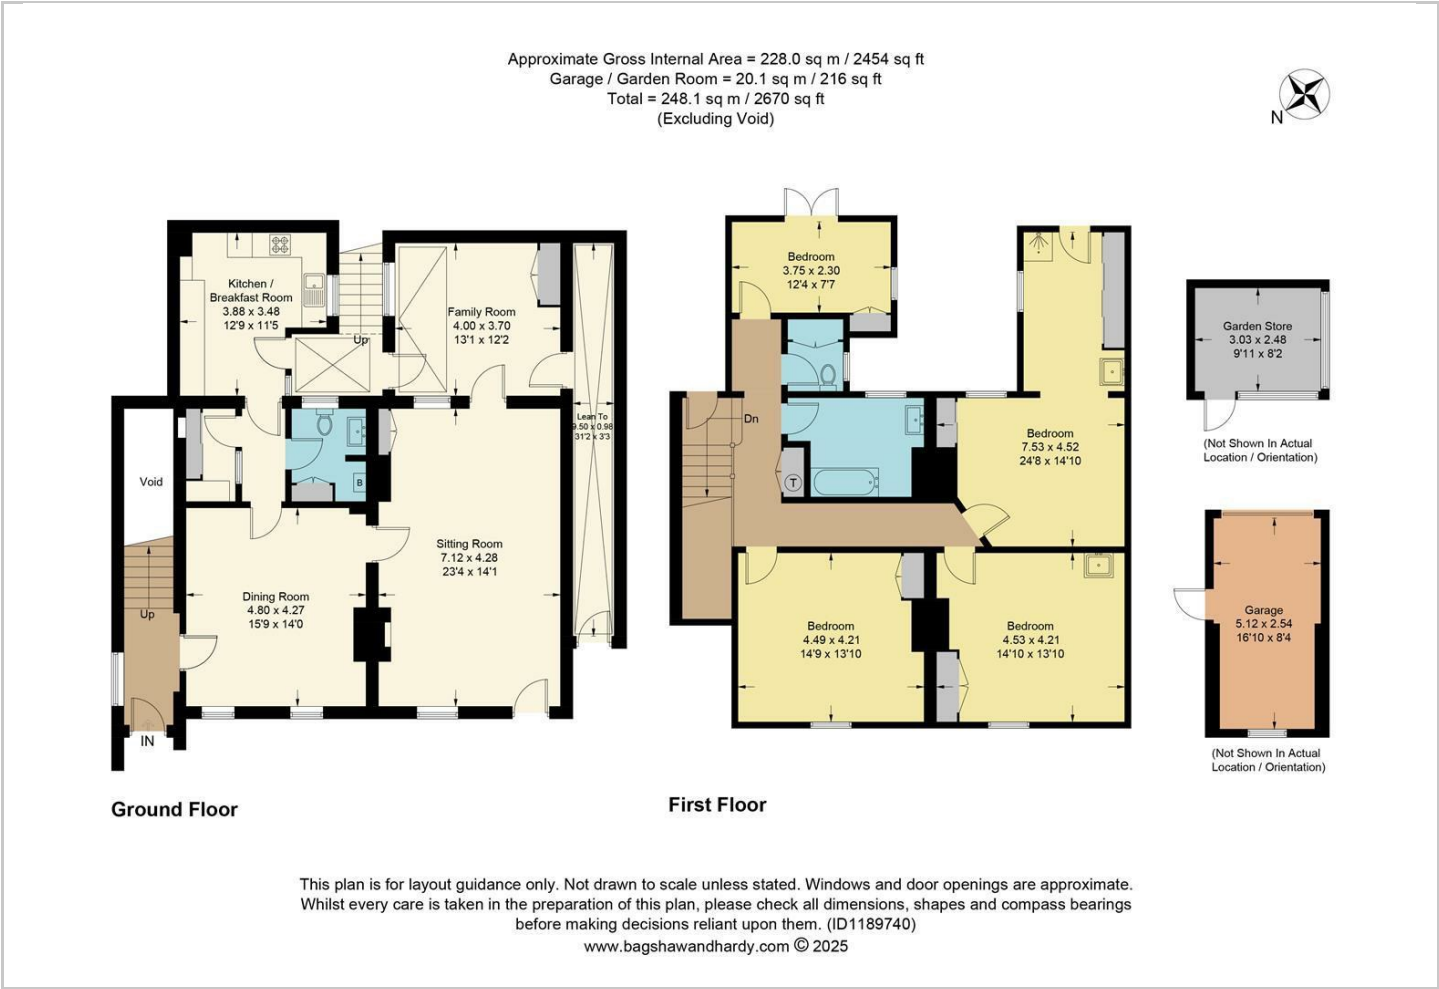 Approximate Gross Internal Area = 228.0 sq m / 2454 sq ft
Garage / Garden Room = 20.1 sq m / 216 sq ft
Total = 248.1 sq m / 2670 sq ft
(Excluding Void)
N
Kitchen /
Breakfast Room
3.88 x 3.48
12'9 x 11'5
Up
Family Room
4.00 x 3.70
13'1 x 12'2
Lean To
9.50 x 0.98
31'2 x 3'3
Void
B
Sitting Room
7.12 x 4.28
23'4 x 14'1
Dining Room
4.80 x 4.27
15'9 x 14'0
Up
IN
Ground Floor
Bedroom
3.75 x 2.30
12'4 x 7'7
Dn
T
Bedroom
7.53 x 4.52
24'8 x 14'10
Bedroom
4.49 x 4.21
14'9 x 13'10
Bedroom
4.53 x 4.21
14'10 x 13'10
First Floor
Garden Store
3.03 x 2.48
9'11 x 8'2
(Not Shown In Actual
Location / Orientation)
Garage
5.12 x 2.54
16'10 x 8'4
(Not Shown In Actual
Location / Orientation)
This plan is for layout guidance only. Not drawn to scale unless stated. Windows and door openings are approximate.
Whilst every care is taken in the preparation of this plan, please check all dimensions, shapes and compass bearings
before making decisions reliant upon them. (ID1189740)
www.bagshawandhardy.com © 2025